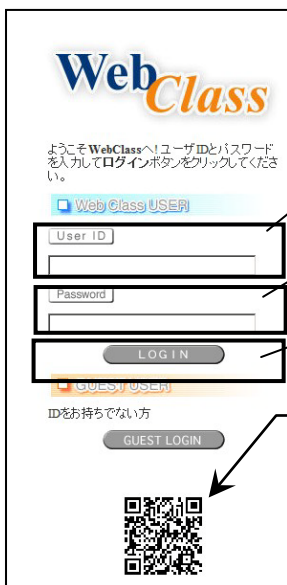 Web
Class
ようこそWebClassへ!ユーザIDとパスワード
を入力してログインボタンをクリックしてくださ
い。
Web Class USER
User ID
Password
LOGIN
GUEST USER
IDをお持ちでない方
GUEST LOGIN